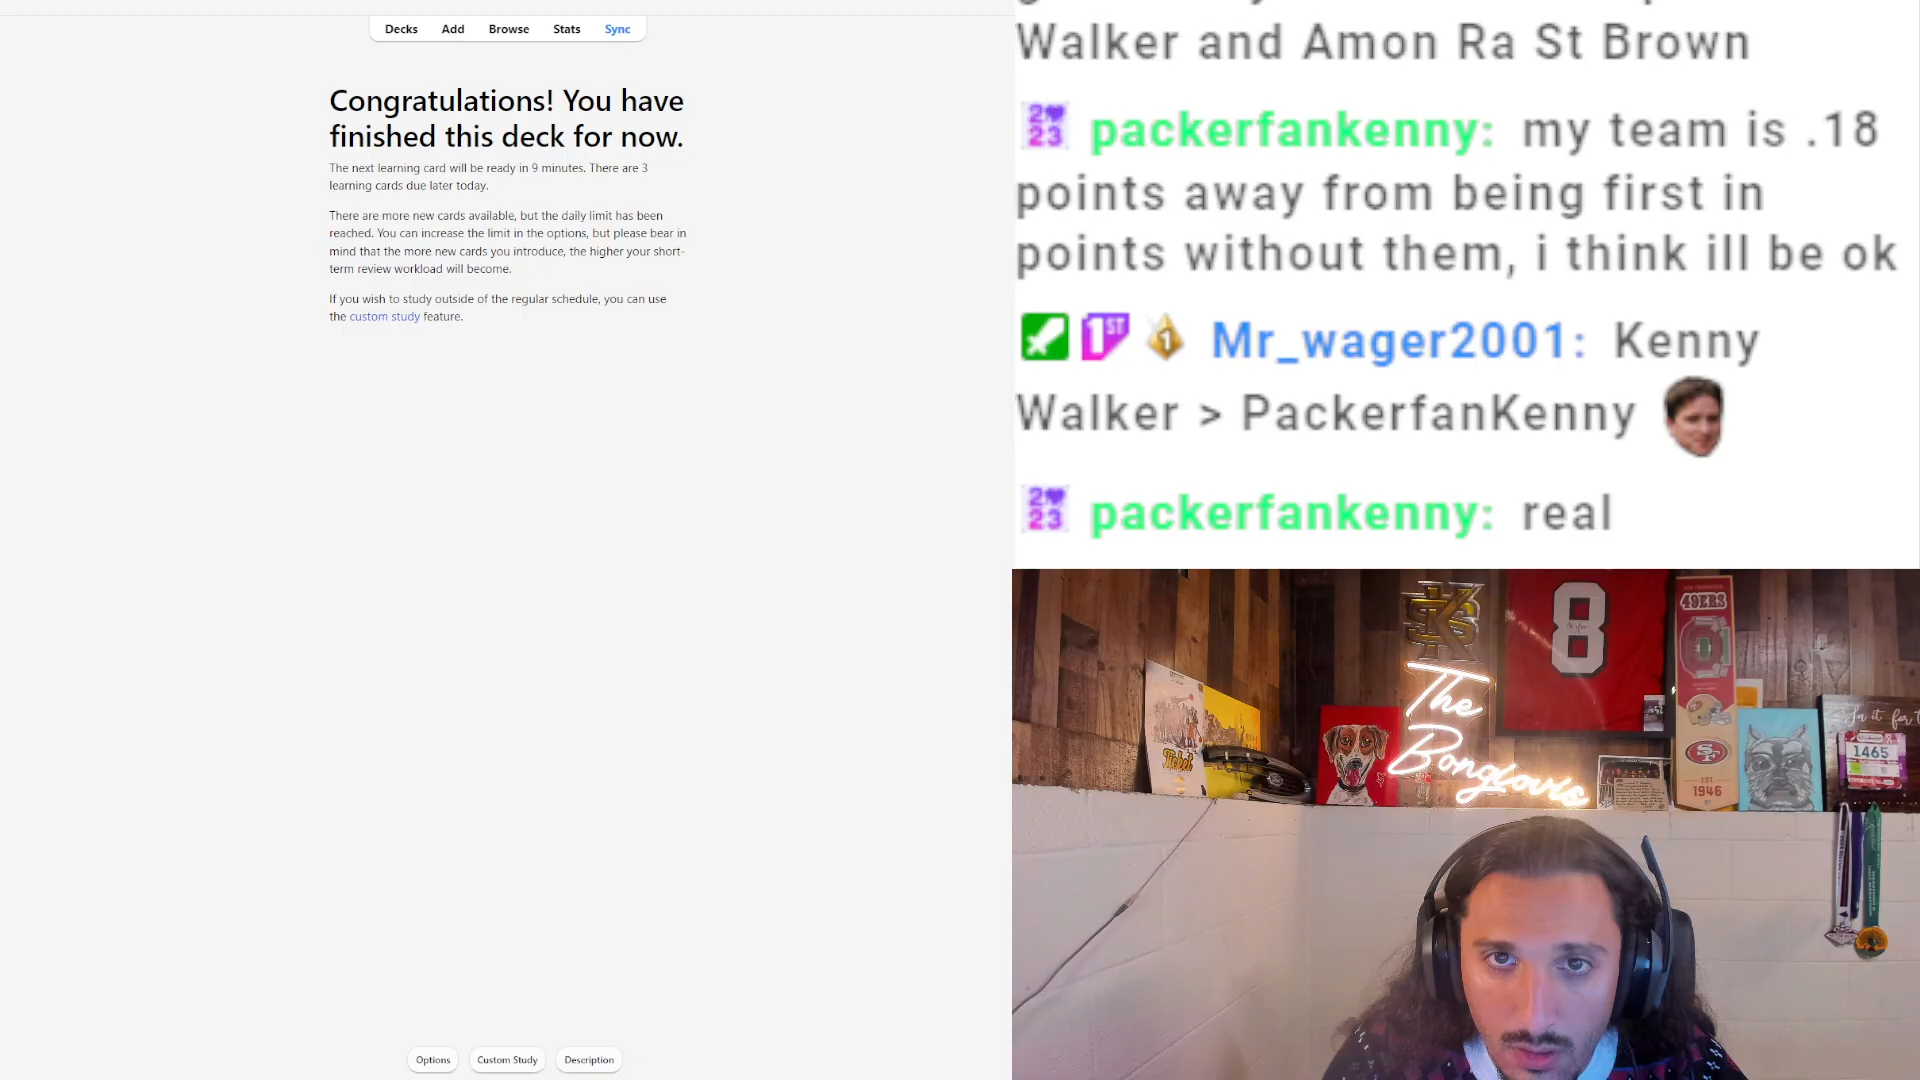 Decks Add Browse Stats Sync
Congratulations! You have
finished this deck for now.
The next learning card will be ready in 9 minutes. There are 3
learning cards due later today.
There are more new cards available, but the daily limit has been
reached. You can increase the limit in the options, but please bear in
mind that the more new cards you introduce, the higher your short-
term review workload will become.
If you wish to study outside of the regular schedule, you can use
the custom study feature.
Options Custom Study Description
Walker and Amon Ra St Brown
packerfankenny: my team is .18
points away from being first in
points without them, i think ill be ok
1ST 1 Mr_wager2001: Kenny
Walker > PackerfanKenny
packerfankenny: real
KS
8
49ERS
The
Bonglovis
Ticket
SF
EST.
1946
1465